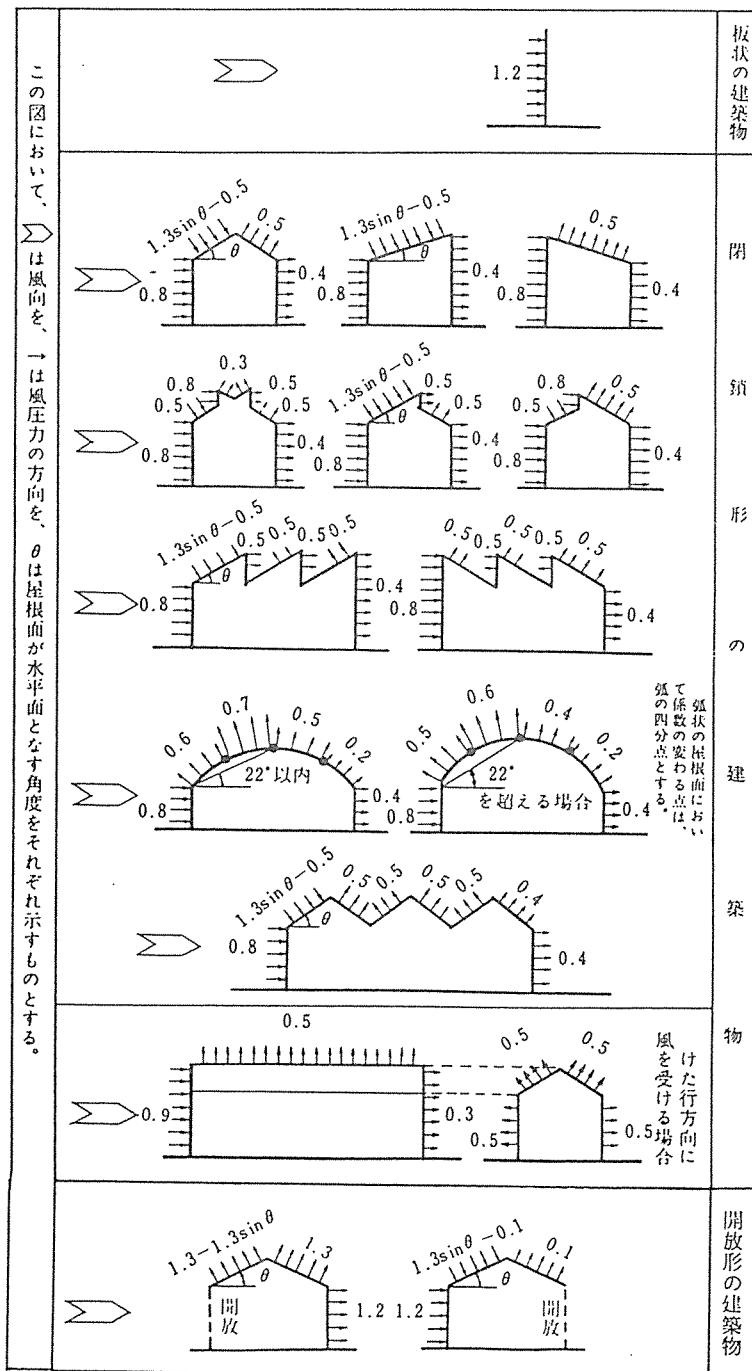 板状の建築物
1.2
閉鎖形の建築物
1.3sin θ−0.5
0.5
θ
0.8
0.4
1.3sin θ−0.5
θ
0.8
0.4
0.5
0.8
0.4
0.3
0.8
0.5
0.5
0.5
0.8
0.4
1.3sin θ−0.5
0.5
0.5
θ
0.8
0.4
0.8
0.5
0.5
0.8
0.4
1.3sin θ−0.5
0.5
0.5
0.5
0.5
θ
0.8
0.4
0.5
0.5
0.5
0.5
0.5
0.8
0.4
弧状の屋根面におい
て係数の変わる点は、
弧の四分点とする。
0.6
0.7
0.5
0.2
22°以内
0.8
0.4
0.5
0.6
0.4
0.2
22°
を超える場合
0.8
0.4
1.3sin θ−0.5
0.5
0.5
0.5
0.5
0.4
θ
0.8
0.4
けた行方向に
風を受ける場合
0.5
0.9
0.3
0.5
0.5
0.5
0.5
開放形の建築物
1.3−1.3sin θ
1.3
θ
開放
1.2
1.3sin θ−0.1
0.1
θ
1.2
開放
この図において、は風向を、→は風圧力の方向を、θは屋根面が水平面となす角度をそれぞれ示すものとする。